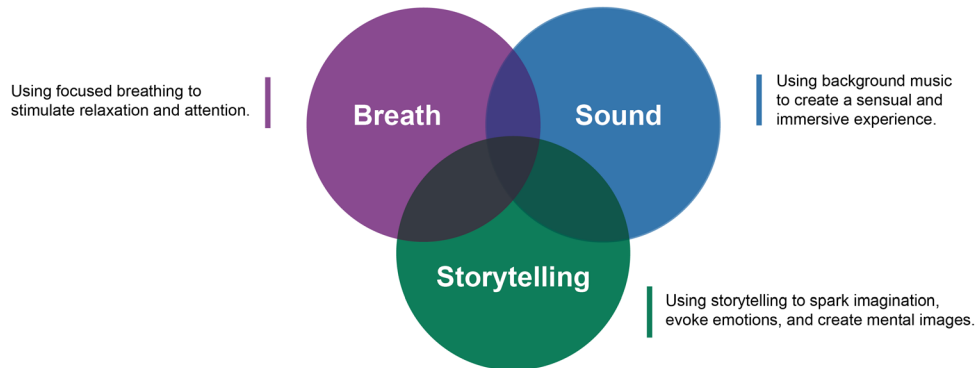 Using focused breathing to
stimulate relaxation and attention.
Breath
Sound
Using background music
to create a sensual and
immersive experience.
Storytelling
Using storytelling to spark imagination,
evoke emotions, and create mental images.